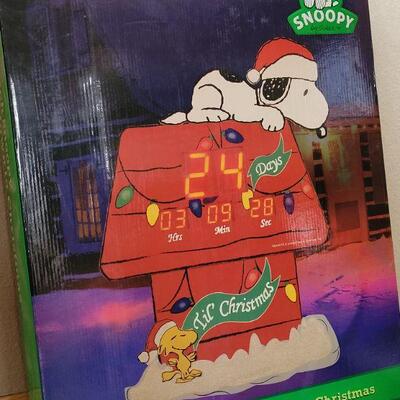 SNOOPY
24
Days
03 09 28
Hrs Min Sec
'Til' Christmas
Christmas